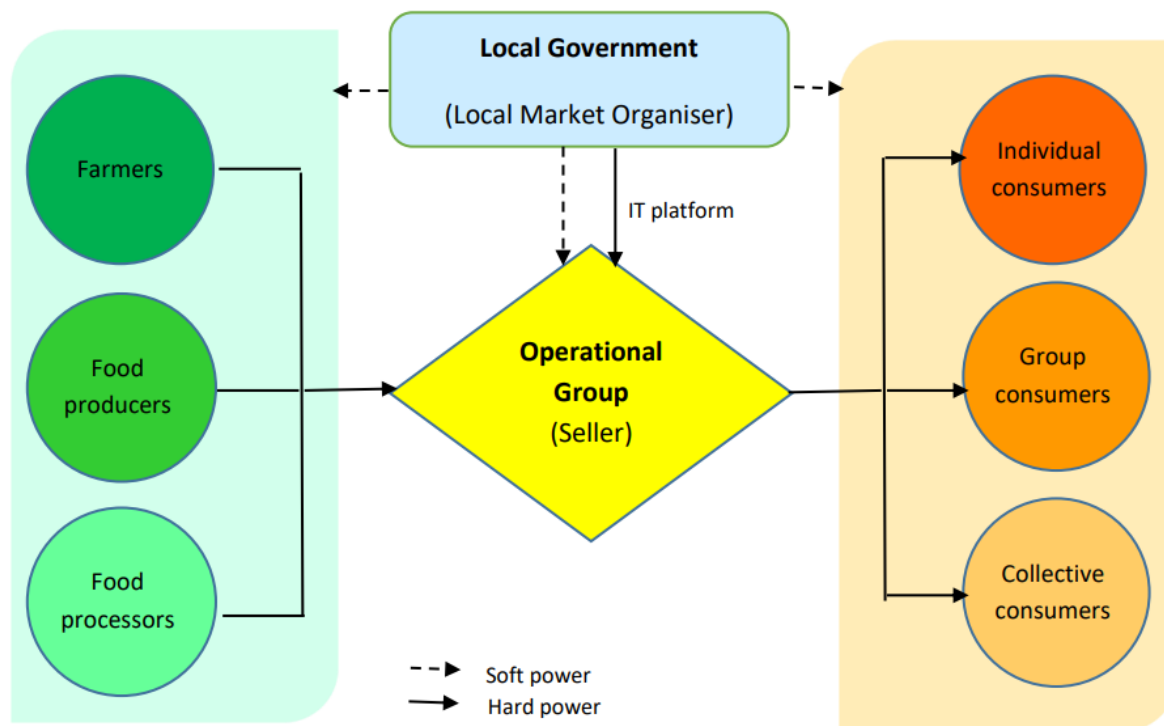 Local Government
(Local Market Organiser)
Farmers
Food
producers
Food
processors
IT platform
Operational
Group
(Seller)
Individual
consumers
Group
consumers
Collective
consumers
Soft power
Hard power